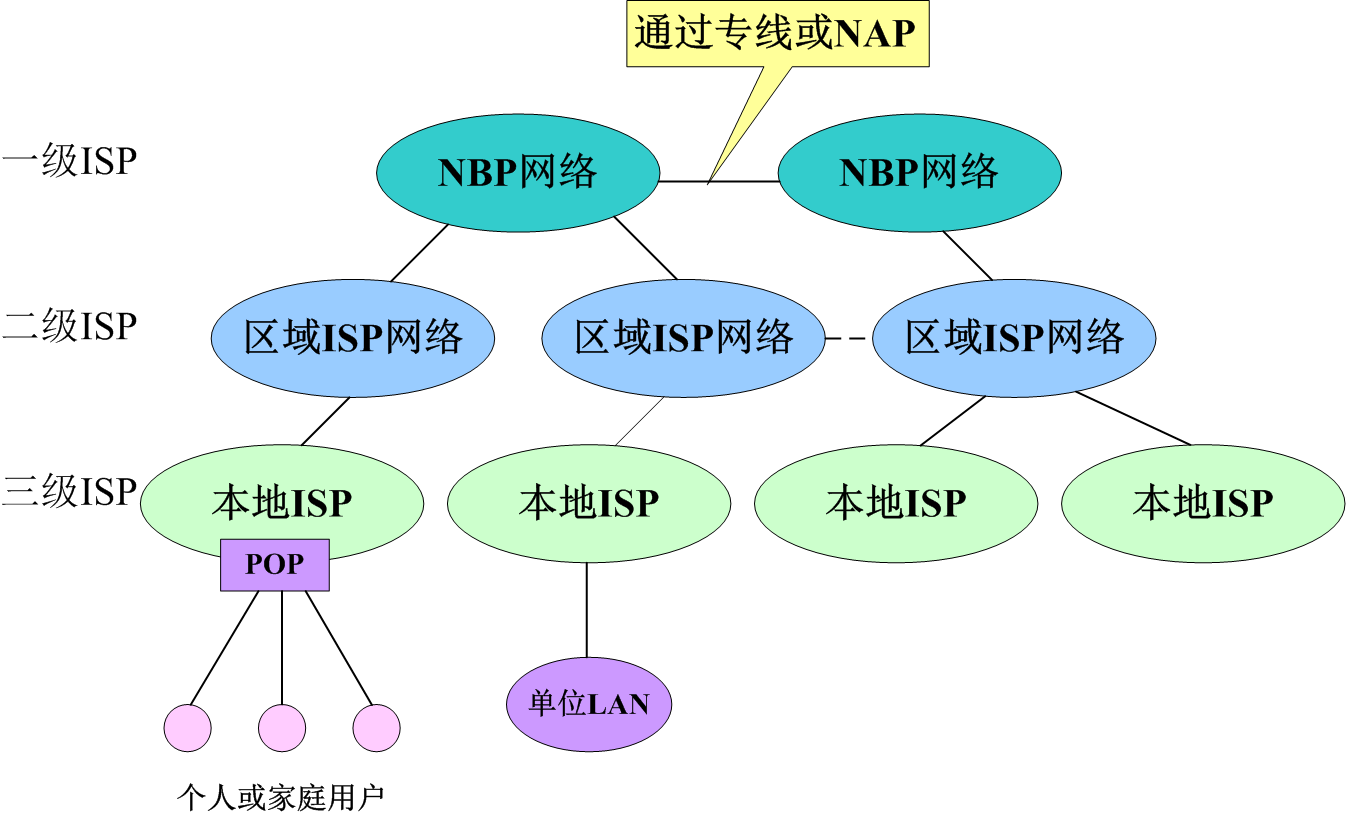 通过专线或NAP
一级ISP
NBP网络
NBP网络
二级ISP
区域ISP网络
区域ISP网络
区域ISP网络
三级ISP
本地ISP
本地ISP
本地ISP
本地ISP
POP
单位LAN
个人或家庭用户